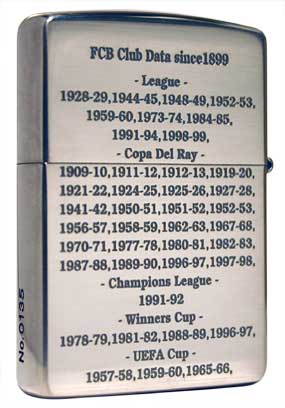 FCB Club Data since1899
- League -
1928-29,1944-45,1948-49,1952-53,
1959-60,1973-74,1984-85,
1991-94,1998-99,
- Copa Del Ray -
1909-10,1911-12,1912-13,1919-20,
1921-22,1924-25,1925-26,1927-28,
1941-42,1950-51,1951-52,1952-53,
1956-57,1958-59,1962-63,1967-68,
1970-71,1977-78,1980-81,1982-83,
1987-88,1989-90,1996-97,1997-98,
- Champions League -
1991-92
- Winners Cup -
1978-79,1981-82,1988-89,1996-97,
- UEFA Cup -
1957-58,1959-60,1965-66,
No.0135